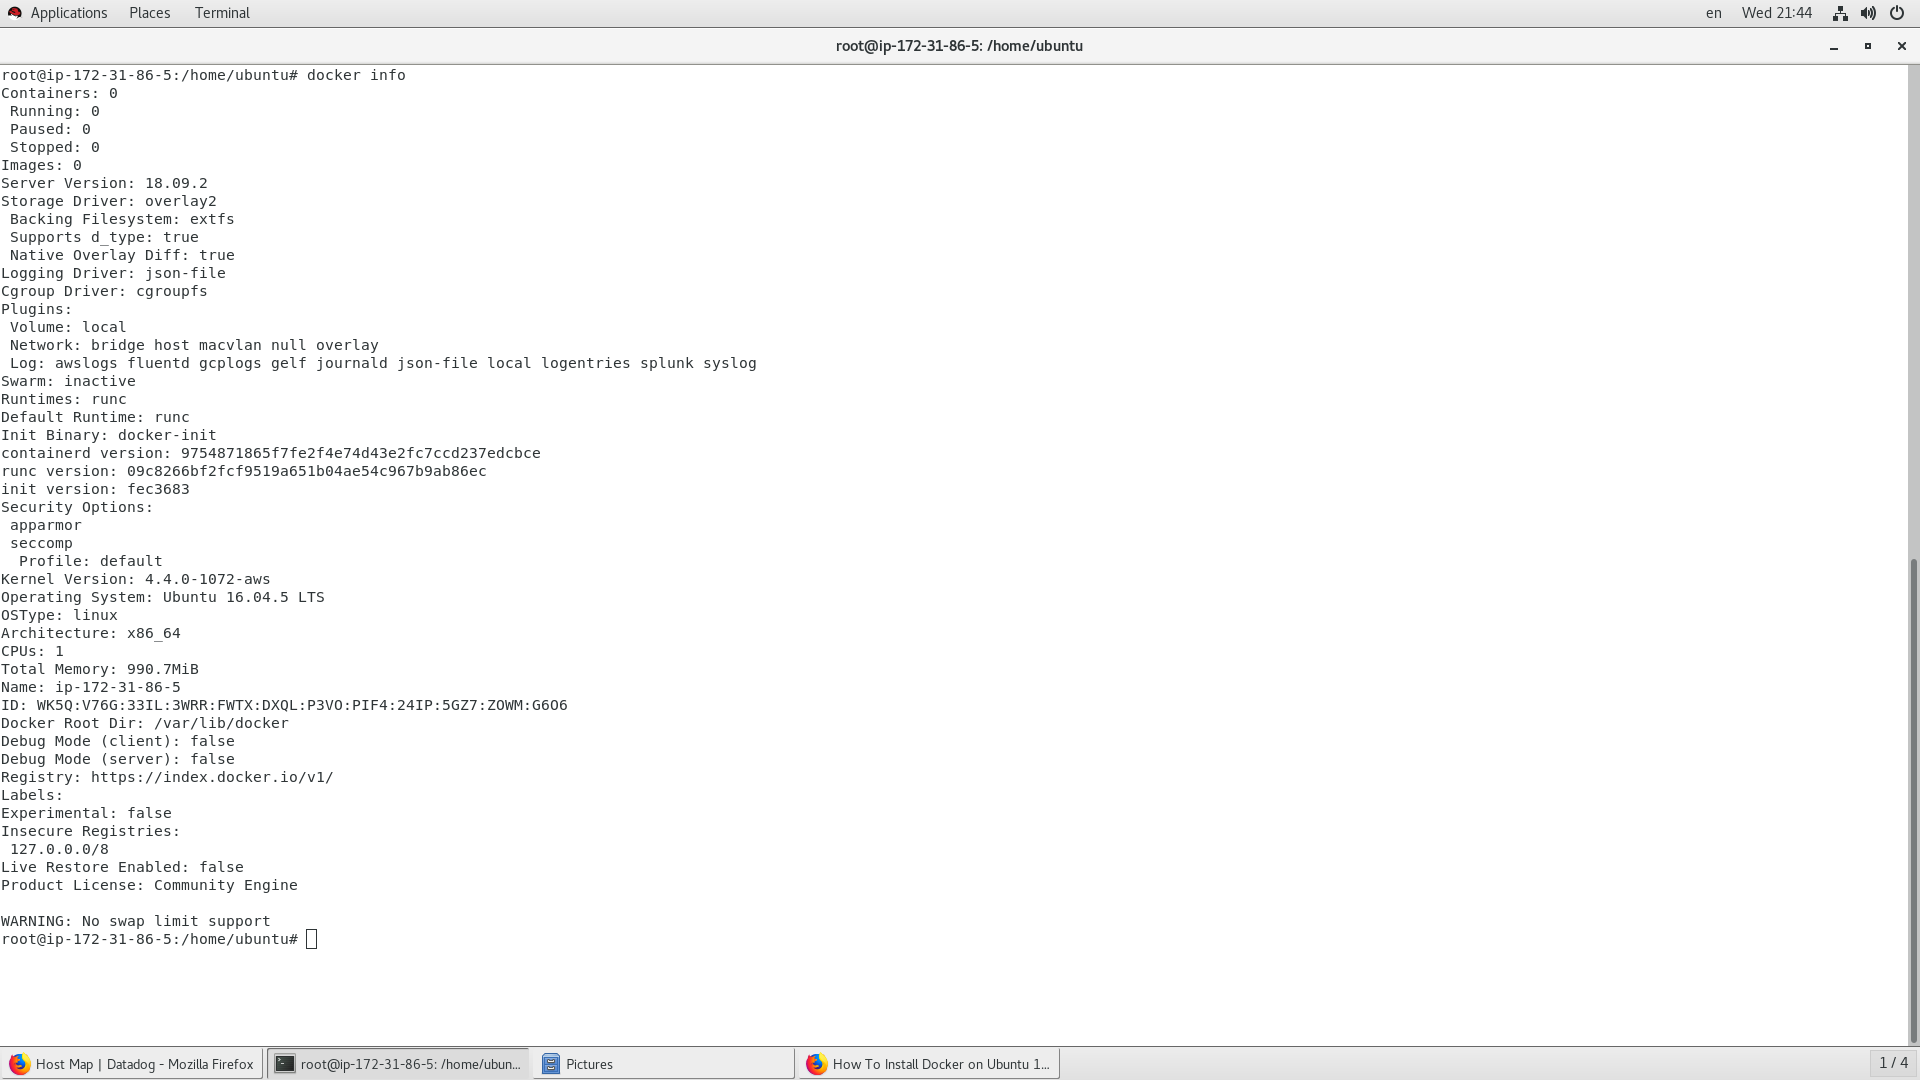 Applications Places Terminal en Wed 21:44
root@ip-172-31-86-5: /home/ubuntu
root@ip-172-31-86-5:/home/ubuntu# docker info
Containers: 0
 Running: 0
 Paused: 0
 Stopped: 0
Images: 0
Server Version: 18.09.2
Storage Driver: overlay2
 Backing Filesystem: extfs
 Supports d_type: true
 Native Overlay Diff: true
Logging Driver: json-file
Cgroup Driver: cgroupfs
Plugins:
 Volume: local
 Network: bridge host macvlan null overlay
 Log: awslogs fluentd gcplogs gelf journald json-file local logentries splunk syslog
Swarm: inactive
Runtimes: runc
Default Runtime: runc
Init Binary: docker-init
containerd version: 9754871865f7fe2f4e74d43e2fc7ccd237edcbce
runc version: 09c8266bf2fcf9519a651b04ae54c967b9ab86ec
init version: fec3683
Security Options:
 apparmor
 seccomp
  Profile: default
Kernel Version: 4.4.0-1072-aws
Operating System: Ubuntu 16.04.5 LTS
OSType: linux
Architecture: x86_64
CPUs: 1
Total Memory: 990.7MiB
Name: ip-172-31-86-5
ID: WK5Q:V76G:33IL:3WRR:FWTX:DXQL:P3VO:PIF4:24IP:5GZ7:ZOWM:G6O6
Docker Root Dir: /var/lib/docker
Debug Mode (client): false
Debug Mode (server): false
Registry: https://index.docker.io/v1/
Labels:
Experimental: false
Insecure Registries:
 127.0.0.0/8
Live Restore Enabled: false
Product License: Community Engine

WARNING: No swap limit support
root@ip-172-31-86-5:/home/ubuntu#
Host Map | Datadog - Mozilla Firefox root@ip-172-31-86-5: /home/ubun... Pictures How To Install Docker on Ubuntu 1... 1 / 4